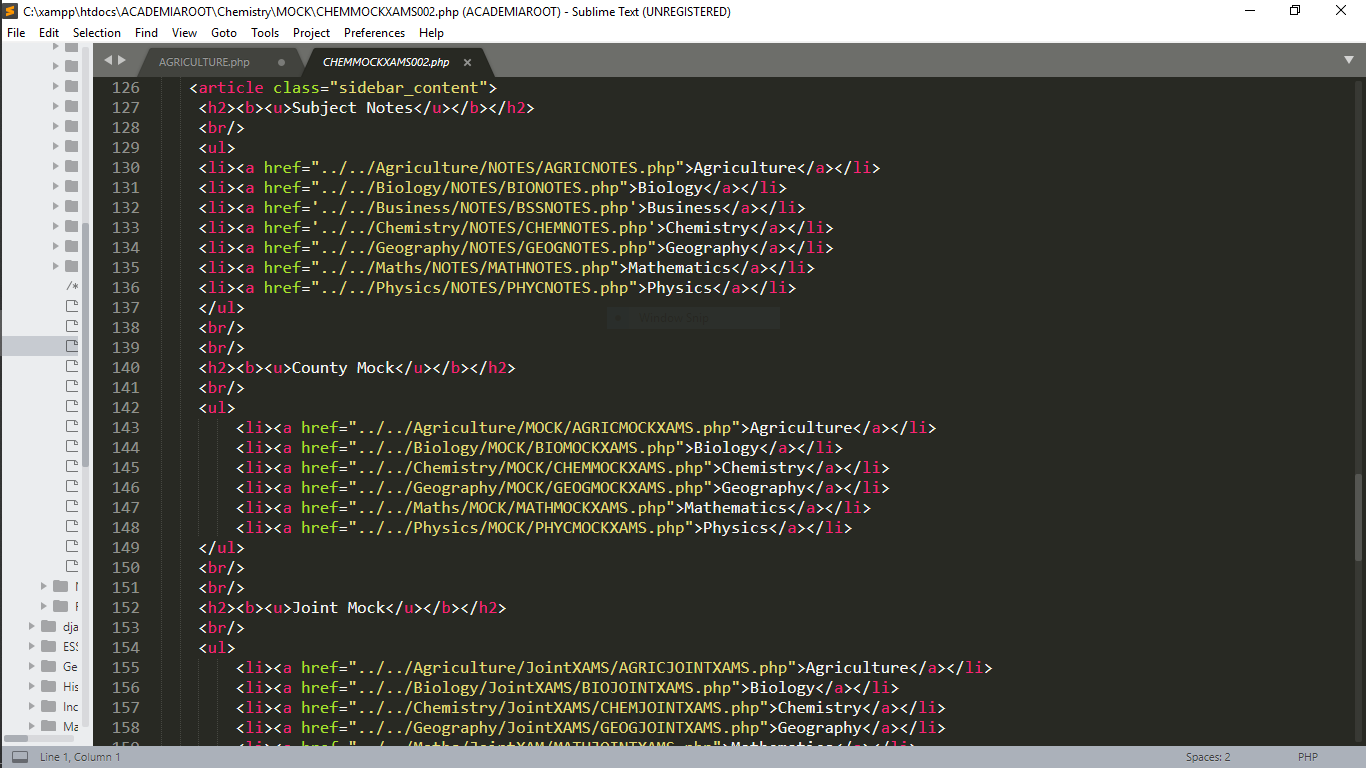 C:\xampp\htdocs\ACADEMIAROOT\Chemistry\MOCK\CHEMMOCKXAMS002.php (ACADEMIAROOT) - Sublime Text (UNREGISTERED)
File Edit Selection Find View Goto Tools Project Preferences Help
AGRICULTURE.php CHEMMOCKXAMS002.php
126 <article class="sidebar_content">
127 <h2><b><u>Subject Notes</u></b></h2>
128 <br/>
129 <ul>
130 <li><a href="../../Agriculture/NOTES/AGRICNOTES.php">Agriculture</a></li>
131 <li><a href="../../Biology/NOTES/BIONOTES.php">Biology</a></li>
132 <li><a href='../../Business/NOTES/BSSNOTES.php'>Business</a></li>
133 <li><a href='../../Chemistry/NOTES/CHEMNOTES.php'>Chemistry</a></li>
134 <li><a href="../../Geography/NOTES/GEOGNOTES.php">Geography</a></li>
135 <li><a href="../../Maths/NOTES/MATHNOTES.php">Mathematics</a></li>
136 <li><a href="../../Physics/NOTES/PHYCNOTES.php">Physics</a></li>
/*
137 </ul>
138 <br/>
139 <br/>
140 <h2><b><u>County Mock</u></b></h2>
141 <br/>
142 <ul>
143 <li><a href="../../Agriculture/MOCK/AGRICMOCKXAMS.php">Agriculture</a></li>
144 <li><a href="../../Biology/MOCK/BIOMOCKXAMS.php">Biology</a></li>
145 <li><a href="../../Chemistry/MOCK/CHEMMOCKXAMS.php">Chemistry</a></li>
146 <li><a href="../../Geography/MOCK/GEOGMOCKXAMS.php">Geography</a></li>
147 <li><a href="../../Maths/MOCK/MATHMOCKXAMS.php">Mathematics</a></li>
148 <li><a href="../../Physics/MOCK/PHYCMOCKXAMS.php">Physics</a></li>
149 </ul>
150 <br/>
151 <br/>
152 <h2><b><u>Joint Mock</u></b></h2>
153 <br/>
154 <ul>
155 <li><a href="../../Agriculture/JointXAMS/AGRICJOINTXAMS.php">Agriculture</a></li>
156 <li><a href="../../Biology/JointXAMS/BIOJOINTXAMS.php">Biology</a></li>
157 <li><a href="../../Chemistry/JointXAMS/CHEMJOINTXAMS.php">Chemistry</a></li>
158 <li><a href="../../Geography/JointXAMS/GEOGJOINTXAMS.php">Geography</a></li>
dja
ESS
Ge
His
Inc
Ma
Line 1, Column 1 Spaces: 2 PHP